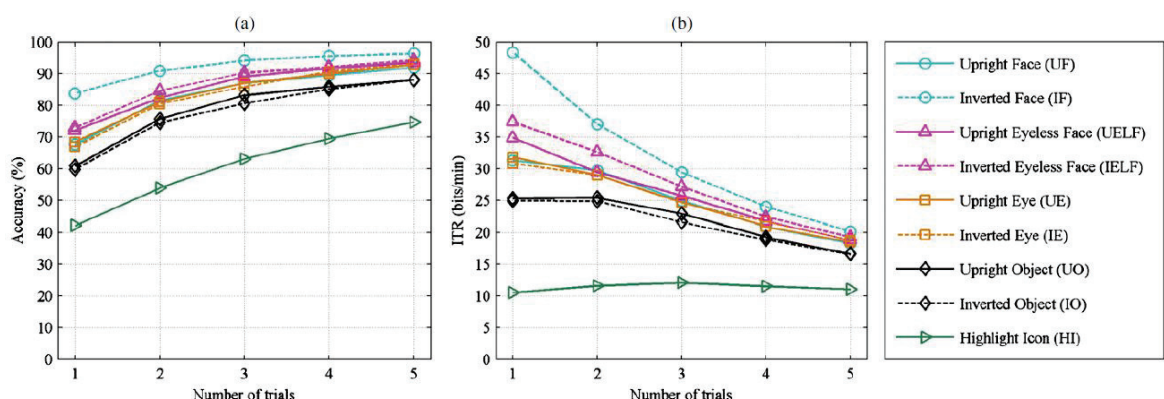 (a)
100
90
80
70
60
50
40
30
20
10
0
Accuracy (%)
1 2 3 4 5
Number of trials
(b)
50
45
40
35
30
25
20
15
10
5
0
ITR (bits/min)
1 2 3 4 5
Number of trials
Upright Face (UF)
Inverted Face (IF)
Upright Eyeless Face (UELF)
Inverted Eyeless Face (IELF)
Upright Eye (UE)
Inverted Eye (IE)
Upright Object (UO)
Inverted Object (IO)
Highlight Icon (HI)